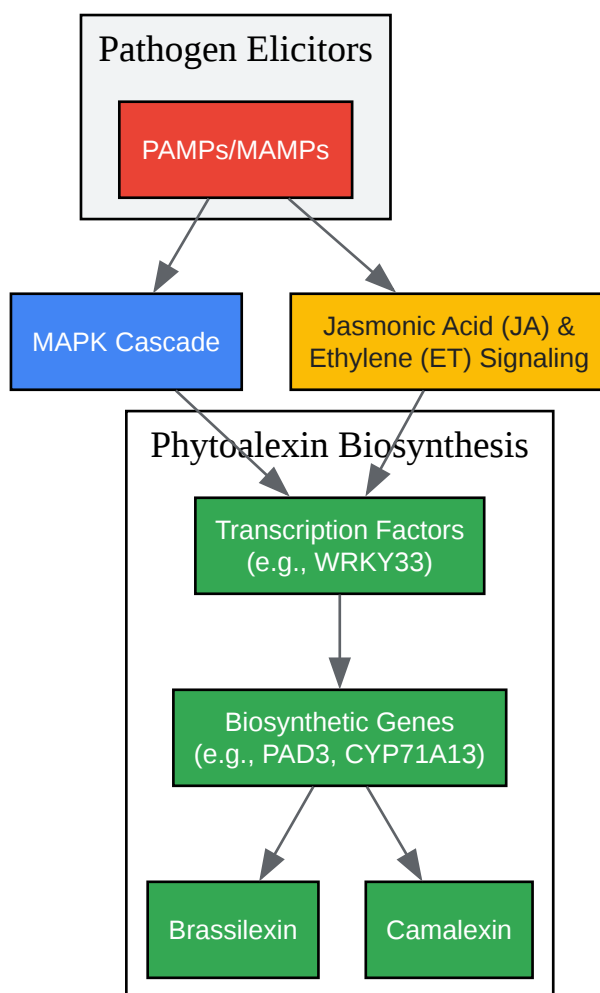 Pathogen Elicitors
PAMPs/MAMPs
MAPK Cascade
Jasmonic Acid (JA) &
Ethylene (ET) Signaling
Phytoalexin Biosynthesis
Transcription Factors
(e.g., WRKY33)
Biosynthetic Genes
(e.g., PAD3, CYP71A13)
Brassilexin
Camalexin